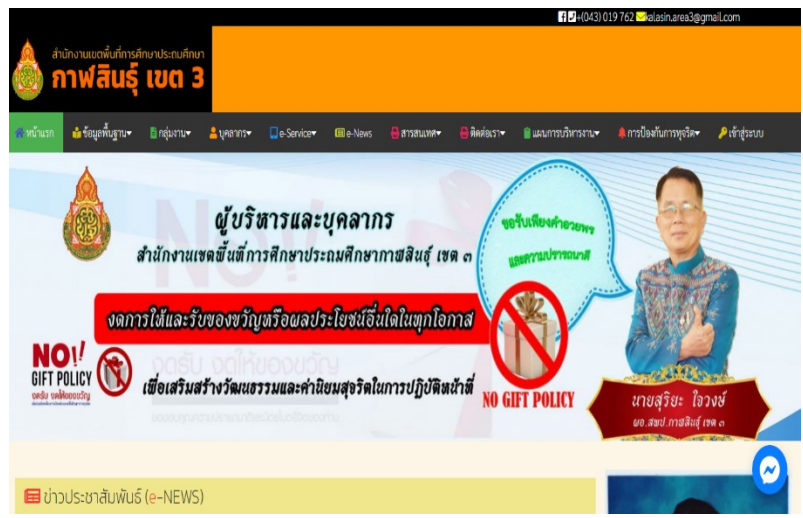 +(043) 019 762 kalasin.area3@gmail.com
สำนักงานเขตพื้นที่การศึกษาประถมศึกษา
กาฬสินธุ์ เขต 3
หน้าแรก ข้อมูลพื้นฐาน กลุ่มงาน บุคลากร e-Service e-News สารสนเทศ ติดต่อเรา แผนการบริหารงาน การป้องกันการทุจริต เข้าสู่ระบบ
ผู้บริหารและบุคลากร
สำนักงานเขตพื้นที่การศึกษาประถมศึกษากาฬสินธุ์ เขต ๓
ขอรับเพียงคำอวยพร
และความปรารถนาดี
งดการให้และรับของขวัญหรือผลประโยชน์อื่นใดในทุกโอกาส
NO!!
GIFT POLICY
งดรับ งดให้ของขวัญ
เพื่อเสริมสร้างวัฒนธรรมและค่านิยมสุจริตในการปฏิบัติหน้าที่
NO GIFT POLICY
นายสุริยะ ใจวงษ์
ผอ.สพป.กาฬสินธุ์ เขต ๓
ข่าวประชาสัมพันธ์ (e-NEWS)